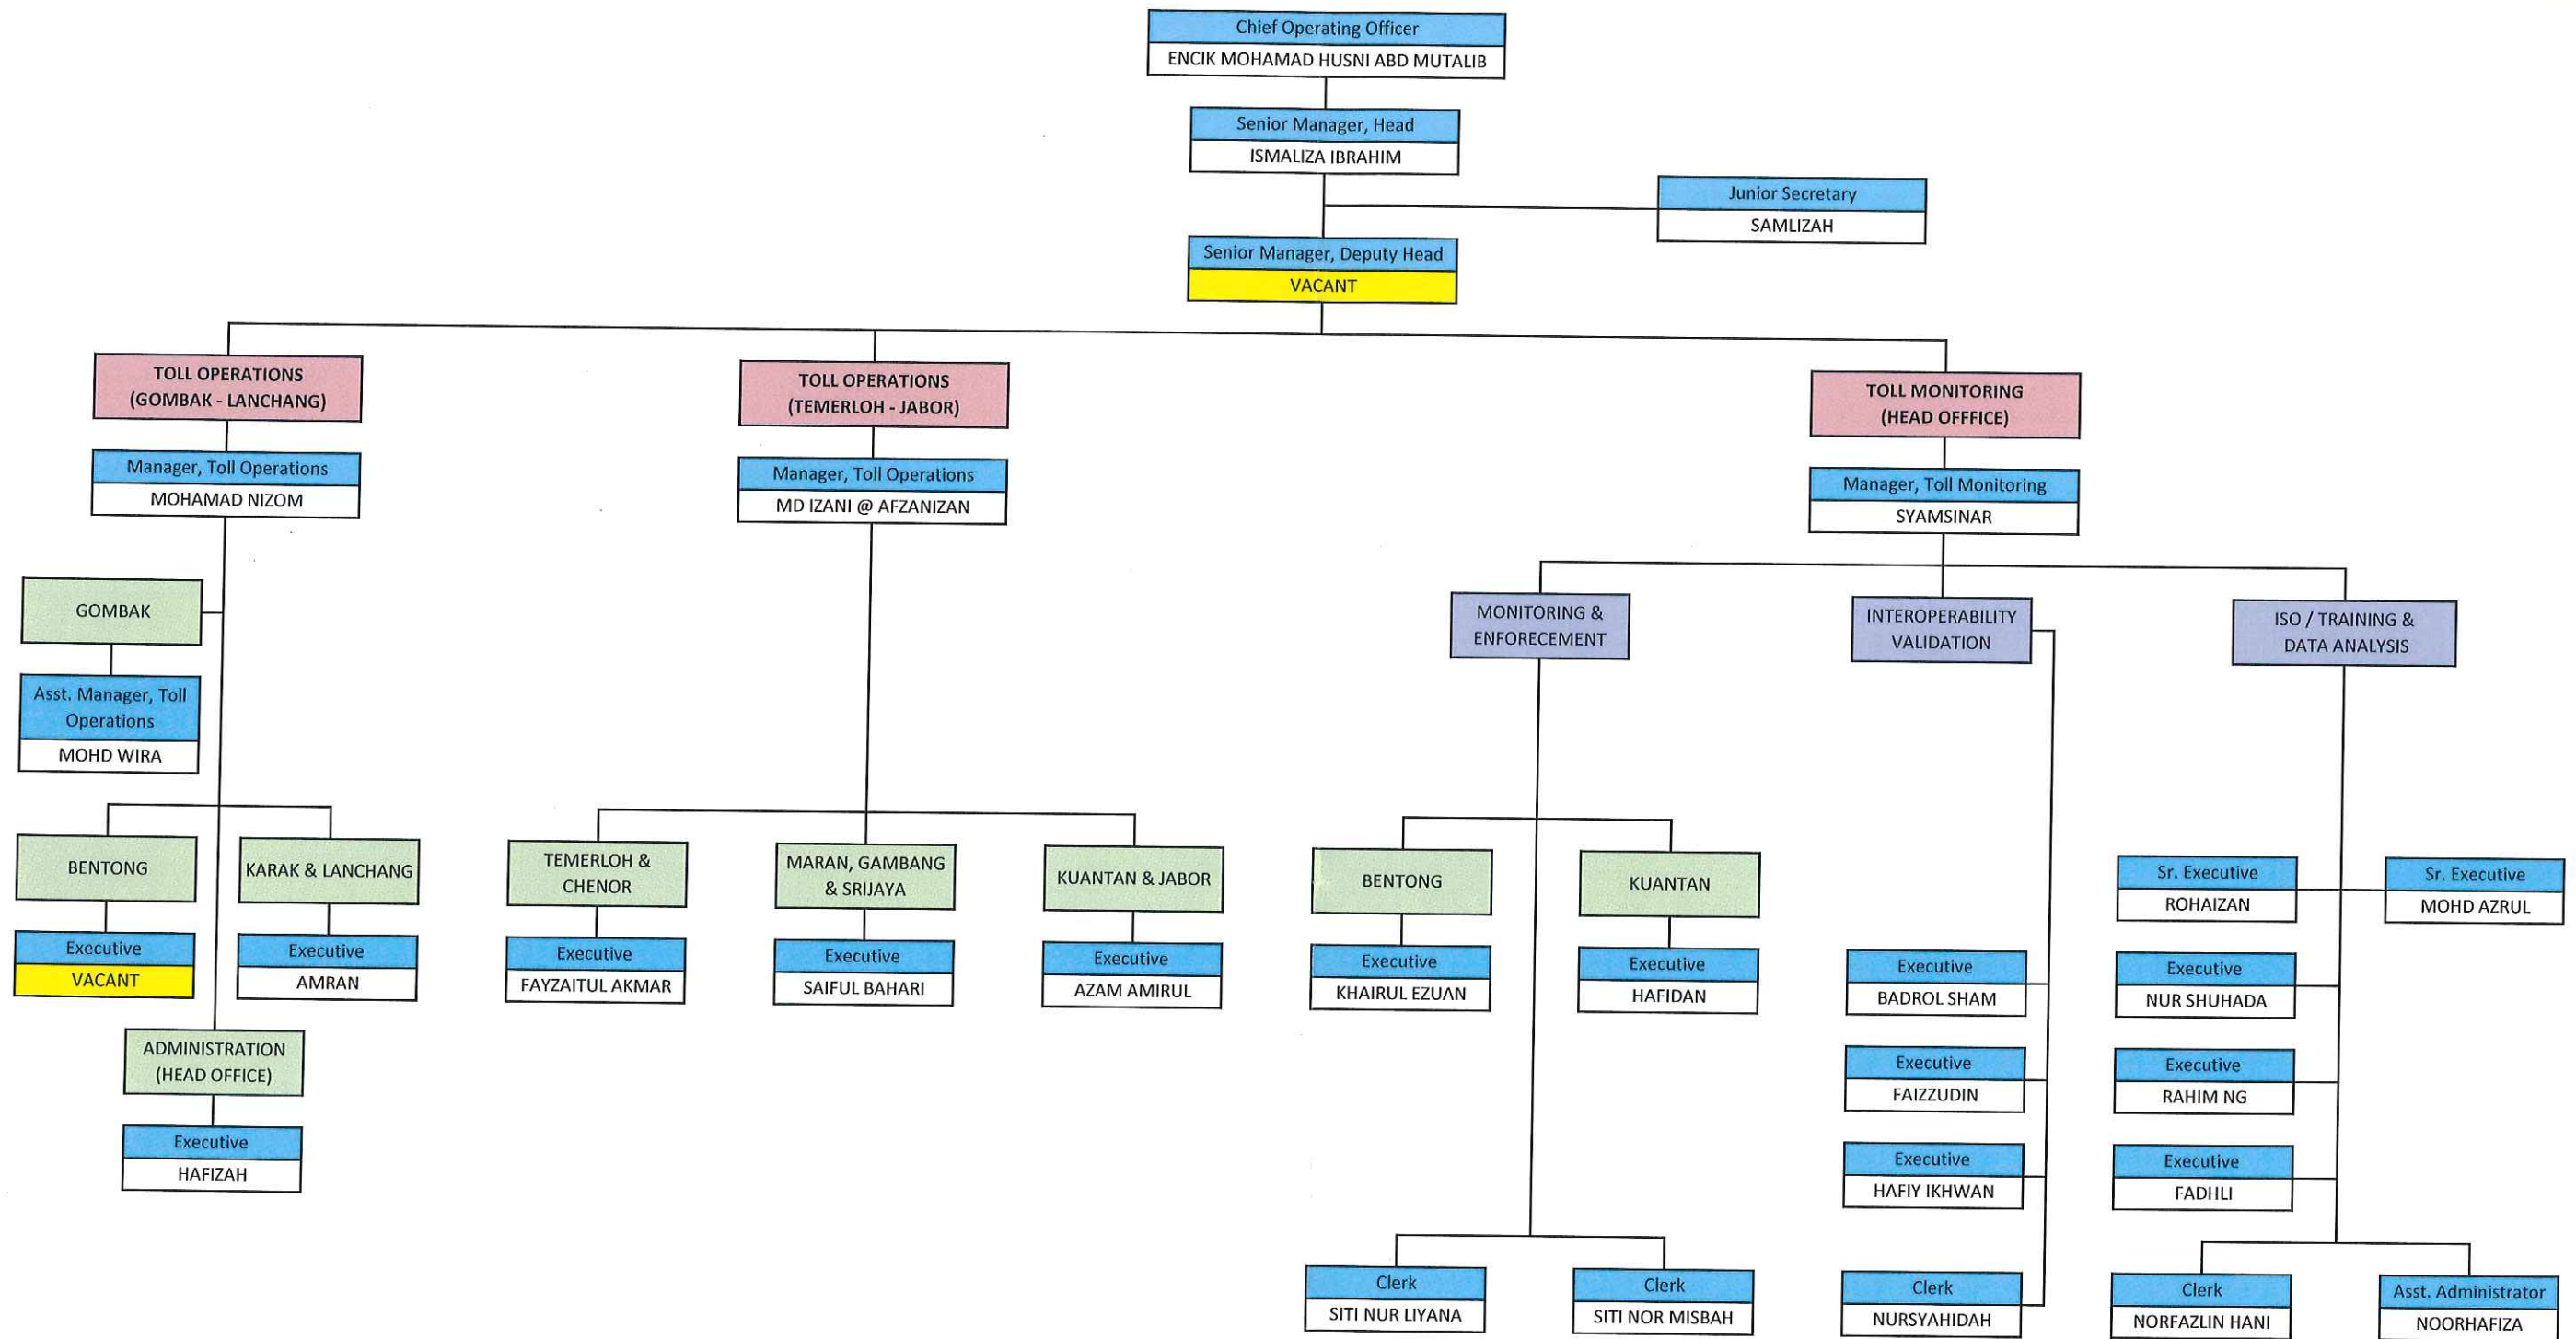 Chief Operating Officer
ENCIK MOHAMAD HUSNI ABD MUTALIB
Senior Manager, Head
ISMALIZA IBRAHIM
Junior Secretary
SAMLIZAH
Senior Manager, Deputy Head
VACANT
TOLL OPERATIONS
(GOMBAK - LANCHANG)
Manager, Toll Operations
MOHAMAD NIZOM
GOMBAK
Asst. Manager, Toll
Operations
MOHD WIRA
BENTONG
Executive
VACANT
KARAK & LANCHANG
Executive
AMRAN
ADMINISTRATION
(HEAD OFFICE)
Executive
HAFIZAH
TOLL OPERATIONS
(TEMERLOH - JABOR)
Manager, Toll Operations
MD IZANI @ AFZANIZAN
TEMERLOH &
CHENOR
Executive
FAYZAITUL AKMAR
MARAN, GAMBANG
& SRIJAYA
Executive
SAIFUL BAHARI
KUANTAN & JABOR
Executive
AZAM AMIRUL
TOLL MONITORING
(HEAD OFFFICE)
Manager, Toll Monitoring
SYAMSINAR
MONITORING &
ENFORECEMENT
BENTONG
Executive
KHAIRUL EZUAN
KUANTAN
Executive
HAFIDAN
Clerk
SITI NUR LIYANA
Clerk
SITI NOR MISBAH
INTEROPERABILITY
VALIDATION
Executive
BADROL SHAM
Executive
FAIZZUDIN
Executive
HAFIY IKHWAN
Clerk
NURSYAHIDAH
ISO / TRAINING &
DATA ANALYSIS
Sr. Executive
ROHAIZAN
Sr. Executive
MOHD AZRUL
Executive
NUR SHUHADA
Executive
RAHIM NG
Executive
FADHLI
Clerk
NORFAZLIN HANI
Asst. Administrator
NOORHAFIZA